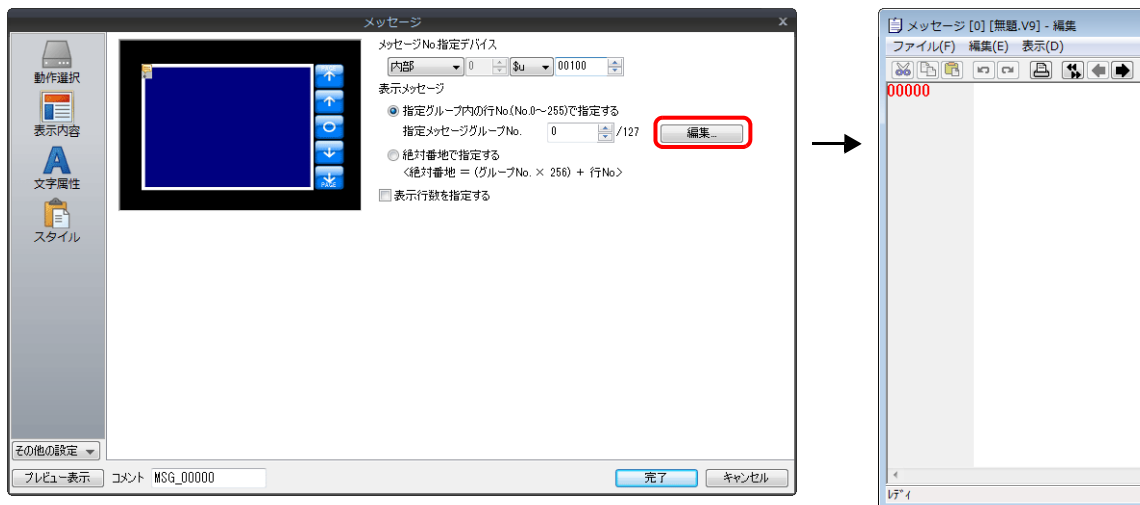 メッセージ
x
動作選択
表示内容
文字属性
スタイル
PAGE
メッセージNo.指定デバイス
内部 0 $u 00100
表示メッセージ
指定グループ内の行No.(No.0~255)で指定する
指定メッセージグループNo. 0 /127 編集...
絶対番地で指定する
<絶対番地 = (グループNo. × 256) + 行No>
表示行数を指定する
その他の設定
プレビュー表示 コメント MSG_00000 完了 キャンセル
メッセージ [0] [無題.V9] - 編集
ファイル(F) 編集(E) 表示(D)
00000
レディ